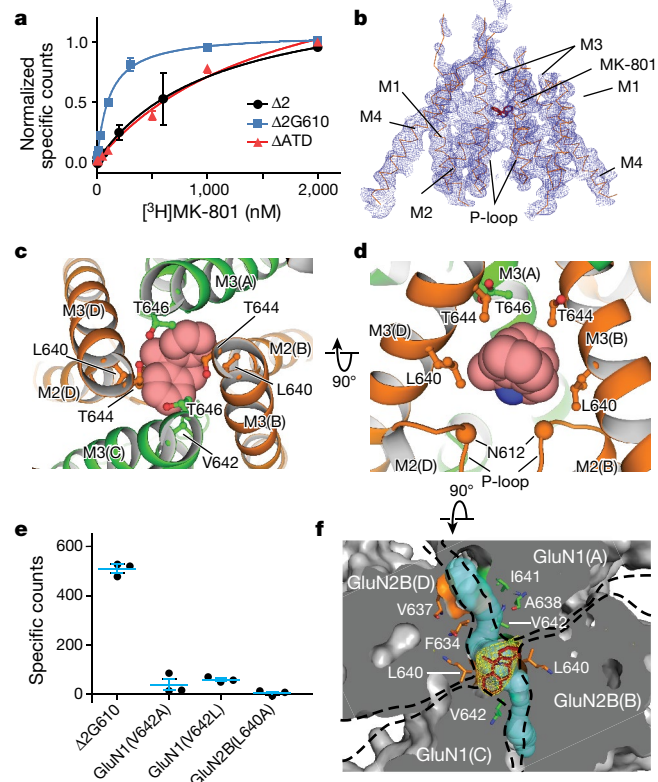 a
Normalized
specific counts
1.0
0.5
0.0
0
1,000
2,000
[³H]MK-801 (nM)
Δ2
Δ2G610
ΔATD
b
M3
MK-801
M1
M1
M4
M4
M2
P-loop
c
M3(A)
T646
T644
M3(D)
L640
M2(B)
M2(D)
L640
T644
T646
M3(B)
M3(C)
V642
90°
d
M3(A)
T644
T646
T644
M3(D)
M3(B)
L640
L640
N612
M2(D)
P-loop
M2(B)
90°
e
Specific counts
600
400
200
0
Δ2G610
GluN1(V642A)
GluN1(V642L)
GluN2B(L640A)
f
GluN1(A)
GluN2B(D)
I641
V637
A638
V642
F634
L640
L640
GluN2B(B)
V642
GluN1(C)